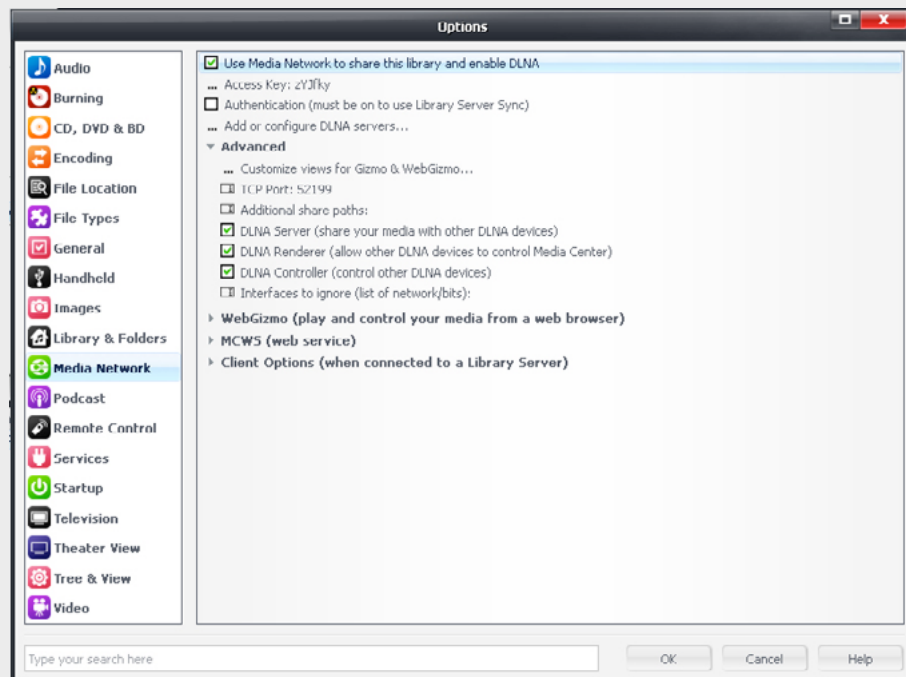 Options
Audio
Burning
CD, DVD & BD
Encoding
File Location
File Types
General
Handheld
Images
Library & Folders
Media Network
Podcast
Remote Control
Services
Startup
Television
Theater View
Tree & View
Video
Use Media Network to share this library and enable DLNA
... Access Key: zYJfky
Authentication (must be on to use Library Server Sync)
... Add or configure DLNA servers...
Advanced
... Customize views for Gizmo & WebGizmo...
TCP Port: 52199
Additional share paths:
DLNA Server (share your media with other DLNA devices)
DLNA Renderer (allow other DLNA devices to control Media Center)
DLNA Controller (control other DLNA devices)
Interfaces to ignore (list of network/bits):
WebGizmo (play and control your media from a web browser)
MCWS (web service)
Client Options (when connected to a Library Server)
Type your search here
OK
Cancel
Help